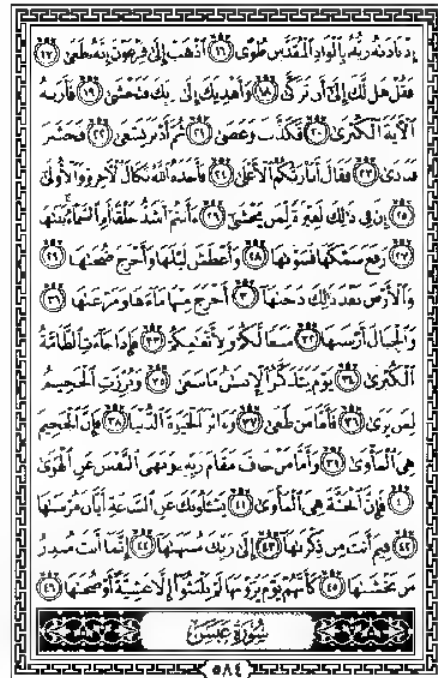 إِذْ نَادَىٰهُ رَبُّهُۥ بِٱلْوَادِ ٱلْمُقَدَّسِ طُوًى ١٦ ٱذْهَبْ إِلَىٰ فِرْعَوْنَ إِنَّهُۥ طَغَىٰ ١٧
فَقُلْ هَل لَّكَ إِلَىٰٓ أَن تَزَكَّىٰ ١٨ وَأَهْدِيَكَ إِلَىٰ رَبِّكَ فَتَخْشَىٰ ١٩ فَأَرَىٰهُ
ٱلْءَايَةَ ٱلْكُبْرَىٰ ٢٠ فَكَذَّبَ وَعَصَىٰ ٢١ ثُمَّ أَدْبَرَ يَسْعَىٰ ٢٢ فَحَشَرَ
فَنَادَىٰ ٢٣ فَقَالَ أَنَا۠ رَبُّكُمُ ٱلْأَعْلَىٰ ٢٤ فَأَخَذَهُ ٱللَّهُ نَكَالَ ٱلْءَاخِرَةِ وَٱلْأُولَىٰٓ
٢٥ إِنَّ فِى ذَٰلِكَ لَعِبْرَةً لِّمَن يَخْشَىٰٓ ٢٦ ءَأَنتُمْ أَشَدُّ خَلْقًا أَمِ ٱلسَّمَآءُ بَنَىٰهَا
٢٧ رَفَعَ سَمْكَهَا فَسَوَّىٰهَا ٢٨ وَأَغْطَشَ لَيْلَهَا وَأَخْرَجَ ضُحَىٰهَا ٢٩
وَٱلْأَرْضَ بَعْدَ ذَٰلِكَ دَحَىٰهَآ ٣٠ أَخْرَجَ مِنْهَا مَآءَهَا وَمَرْعَىٰهَا ٣١
وَٱلْجِبَالَ أَرْسَىٰهَا ٣٢ مَتَٰعًا لَّكُمْ وَلِأَنْعَٰمِكُمْ ٣٣ فَإِذَا جَآءَتِ ٱلطَّآمَّةُ
ٱلْكُبْرَىٰ ٣٤ يَوْمَ يَتَذَكَّرُ ٱلْإِنسَٰنُ مَا سَعَىٰ ٣٥ وَبُرِّزَتِ ٱلْجَحِيمُ
لِمَن يَرَىٰ ٣٦ فَأَمَّا مَن طَغَىٰ ٣٧ وَءَاثَرَ ٱلْحَيَوٰةَ ٱلدُّنْيَا ٣٨ فَإِنَّ ٱلْجَحِيمَ
هِىَ ٱلْمَأْوَىٰ ٣٩ وَأَمَّا مَنْ خَافَ مَقَامَ رَبِّهِۦ وَنَهَى ٱلنَّفْسَ عَنِ ٱلْهَوَىٰ
٤٠ فَإِنَّ ٱلْجَنَّةَ هِىَ ٱلْمَأْوَىٰ ٤١ يَسْـَٔلُونَكَ عَنِ ٱلسَّاعَةِ أَيَّانَ مُرْسَىٰهَا
٤٢ فِيمَ أَنتَ مِن ذِكْرَىٰهَآ ٤٣ إِلَىٰ رَبِّكَ مُنتَهَىٰهَآ ٤٤ إِنَّمَآ أَنتَ مُنذِرُ
مَن يَخْشَىٰهَا ٤٥ كَأَنَّهُمْ يَوْمَ يَرَوْنَهَا لَمْ يَلْبَثُوٓا۟ إِلَّا عَشِيَّةً أَوْ ضُحَىٰهَا ٤٦
سُورَةُ عَبَسَ
٥٨٤